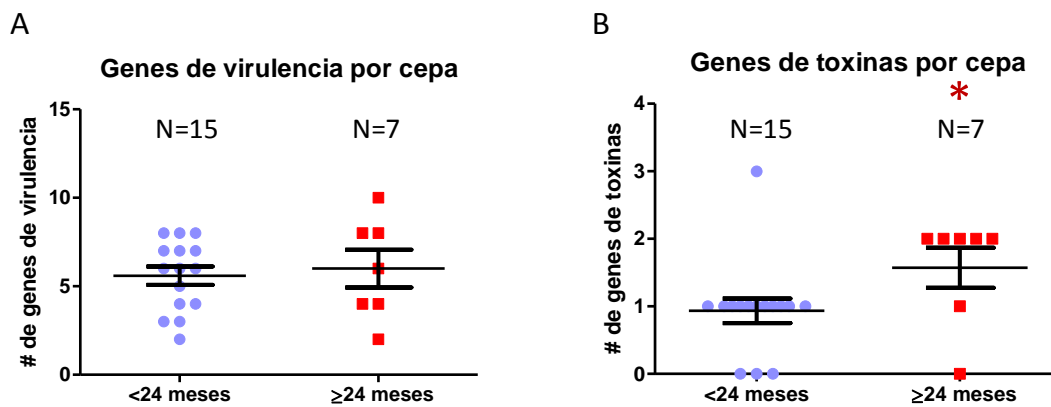 A
Genes de virulencia por cepa
N=15 N=7
# de genes de virulencia
15
10
5
0
<24 meses ≥24 meses
B
Genes de toxinas por cepa
*
N=15 N=7
# de genes de toxinas
4
3
2
1
0
<24 meses ≥24 meses